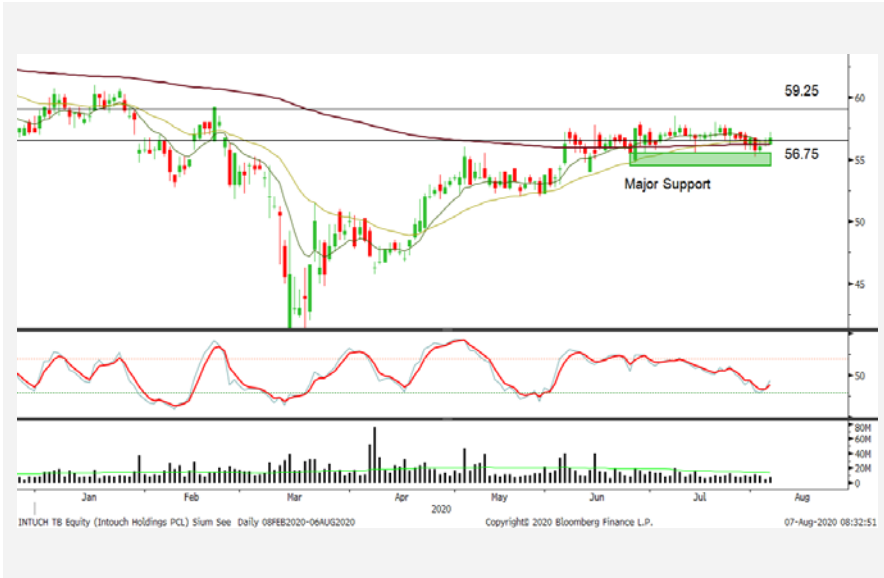 59.25
60
56.75
55
Major Support
50
45
50
80M
60M
40M
20M
0
Jan Feb Mar Apr May Jun Jul Aug
2020
INTUCH TB Equity (Intouch Holdings PCL) Sium See Daily 08FEB2020-06AUG2020 Copyright© 2020 Bloomberg Finance L.P. 07-Aug-2020 08:32:51